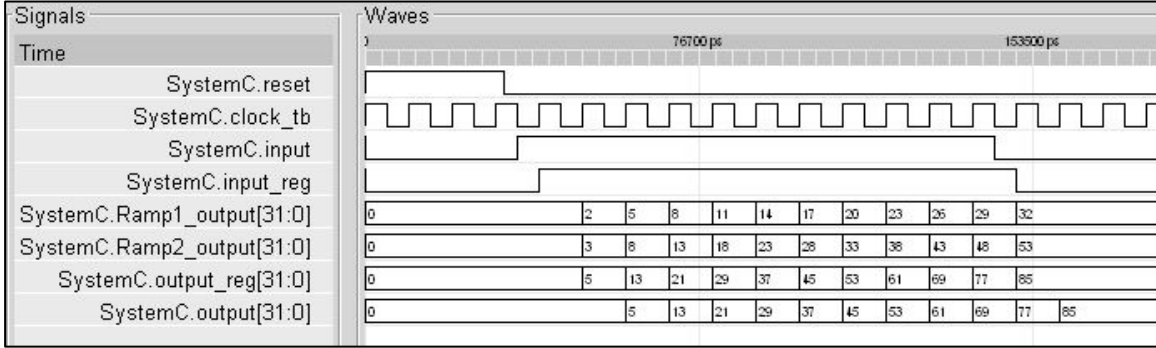 Signals
Waves
Time
76700 ps
153500 ps
SystemC.reset
SystemC.clock_tb
SystemC.input
SystemC.input_reg
SystemC.Ramp1_output[31:0]
0 2 5 8 11 14 17 20 23 26 29 32
SystemC.Ramp2_output[31:0]
0 3 8 13 18 23 28 33 38 43 48 53
SystemC.output_reg[31:0]
0 5 13 21 29 37 45 53 61 69 77 85
SystemC.output[31:0]
0 5 13 21 29 37 45 53 61 69 77 85